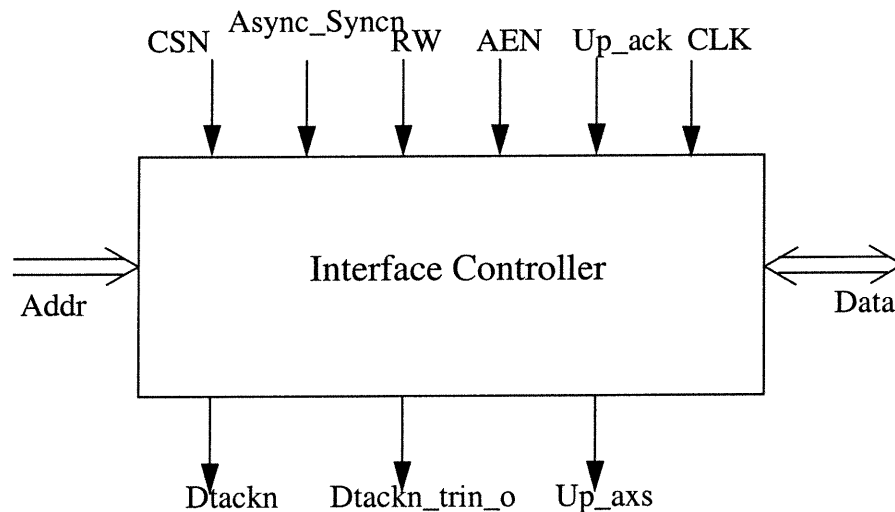 CSN Async_Syncn RW AEN Up_ack CLK
Interface Controller
Addr Data
Dtackn Dtackn_trin_o Up_axs